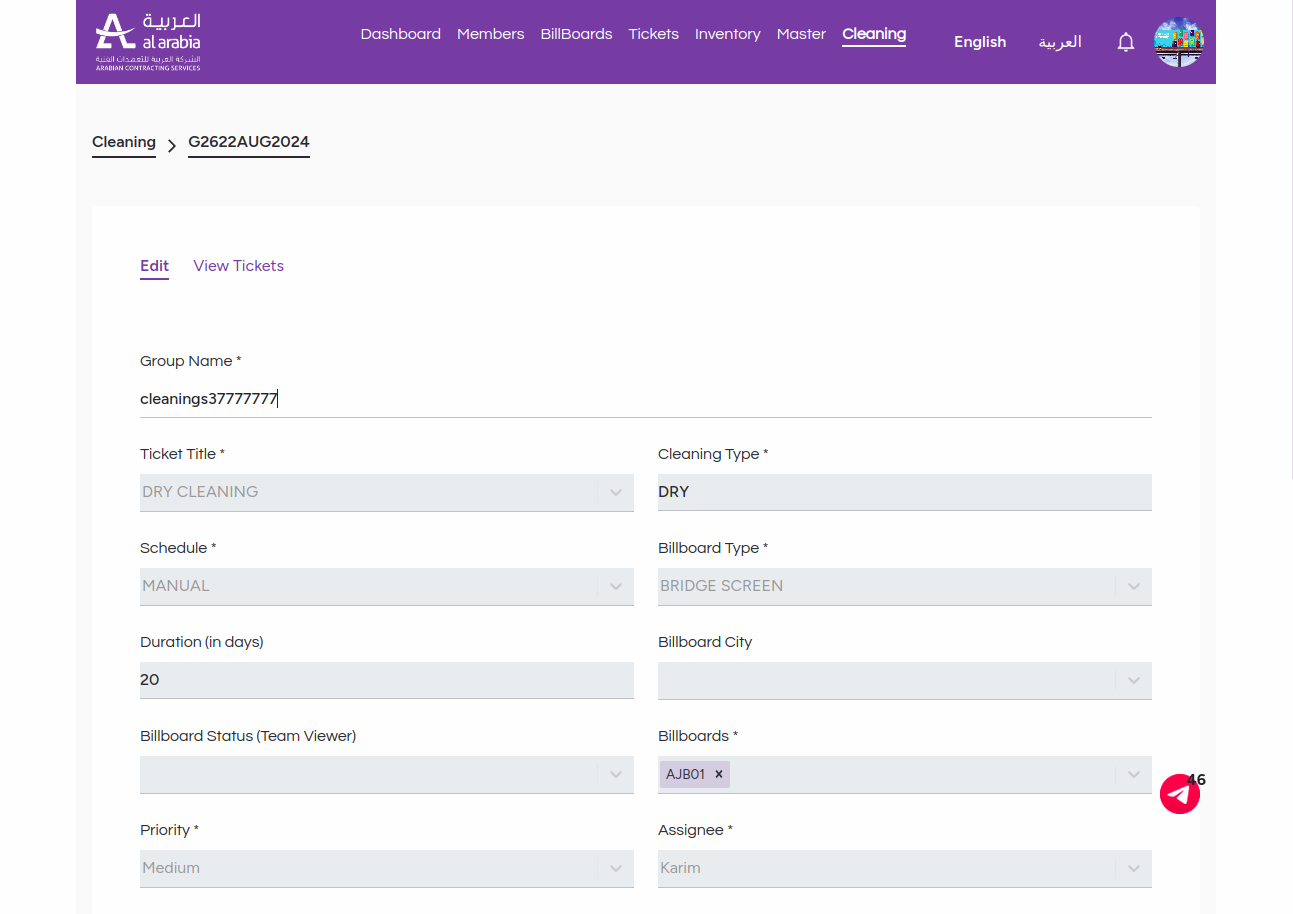 العربية
al arabia
الشركة العربية للتعهدات الفنية
ARABIAN CONTRACTING SERVICES
Dashboard Members BillBoards Tickets Inventory Master Cleaning English العربية
Cleaning G2622AUG2024
Edit View Tickets
Group Name *
cleanings37777777
Ticket Title * Cleaning Type *
DRY CLEANING DRY
Schedule * Billboard Type *
MANUAL BRIDGE SCREEN
Duration (in days) Billboard City
20
Billboard Status (Team Viewer) Billboards *
AJB01 ×
46
Priority * Assignee *
Medium Karim